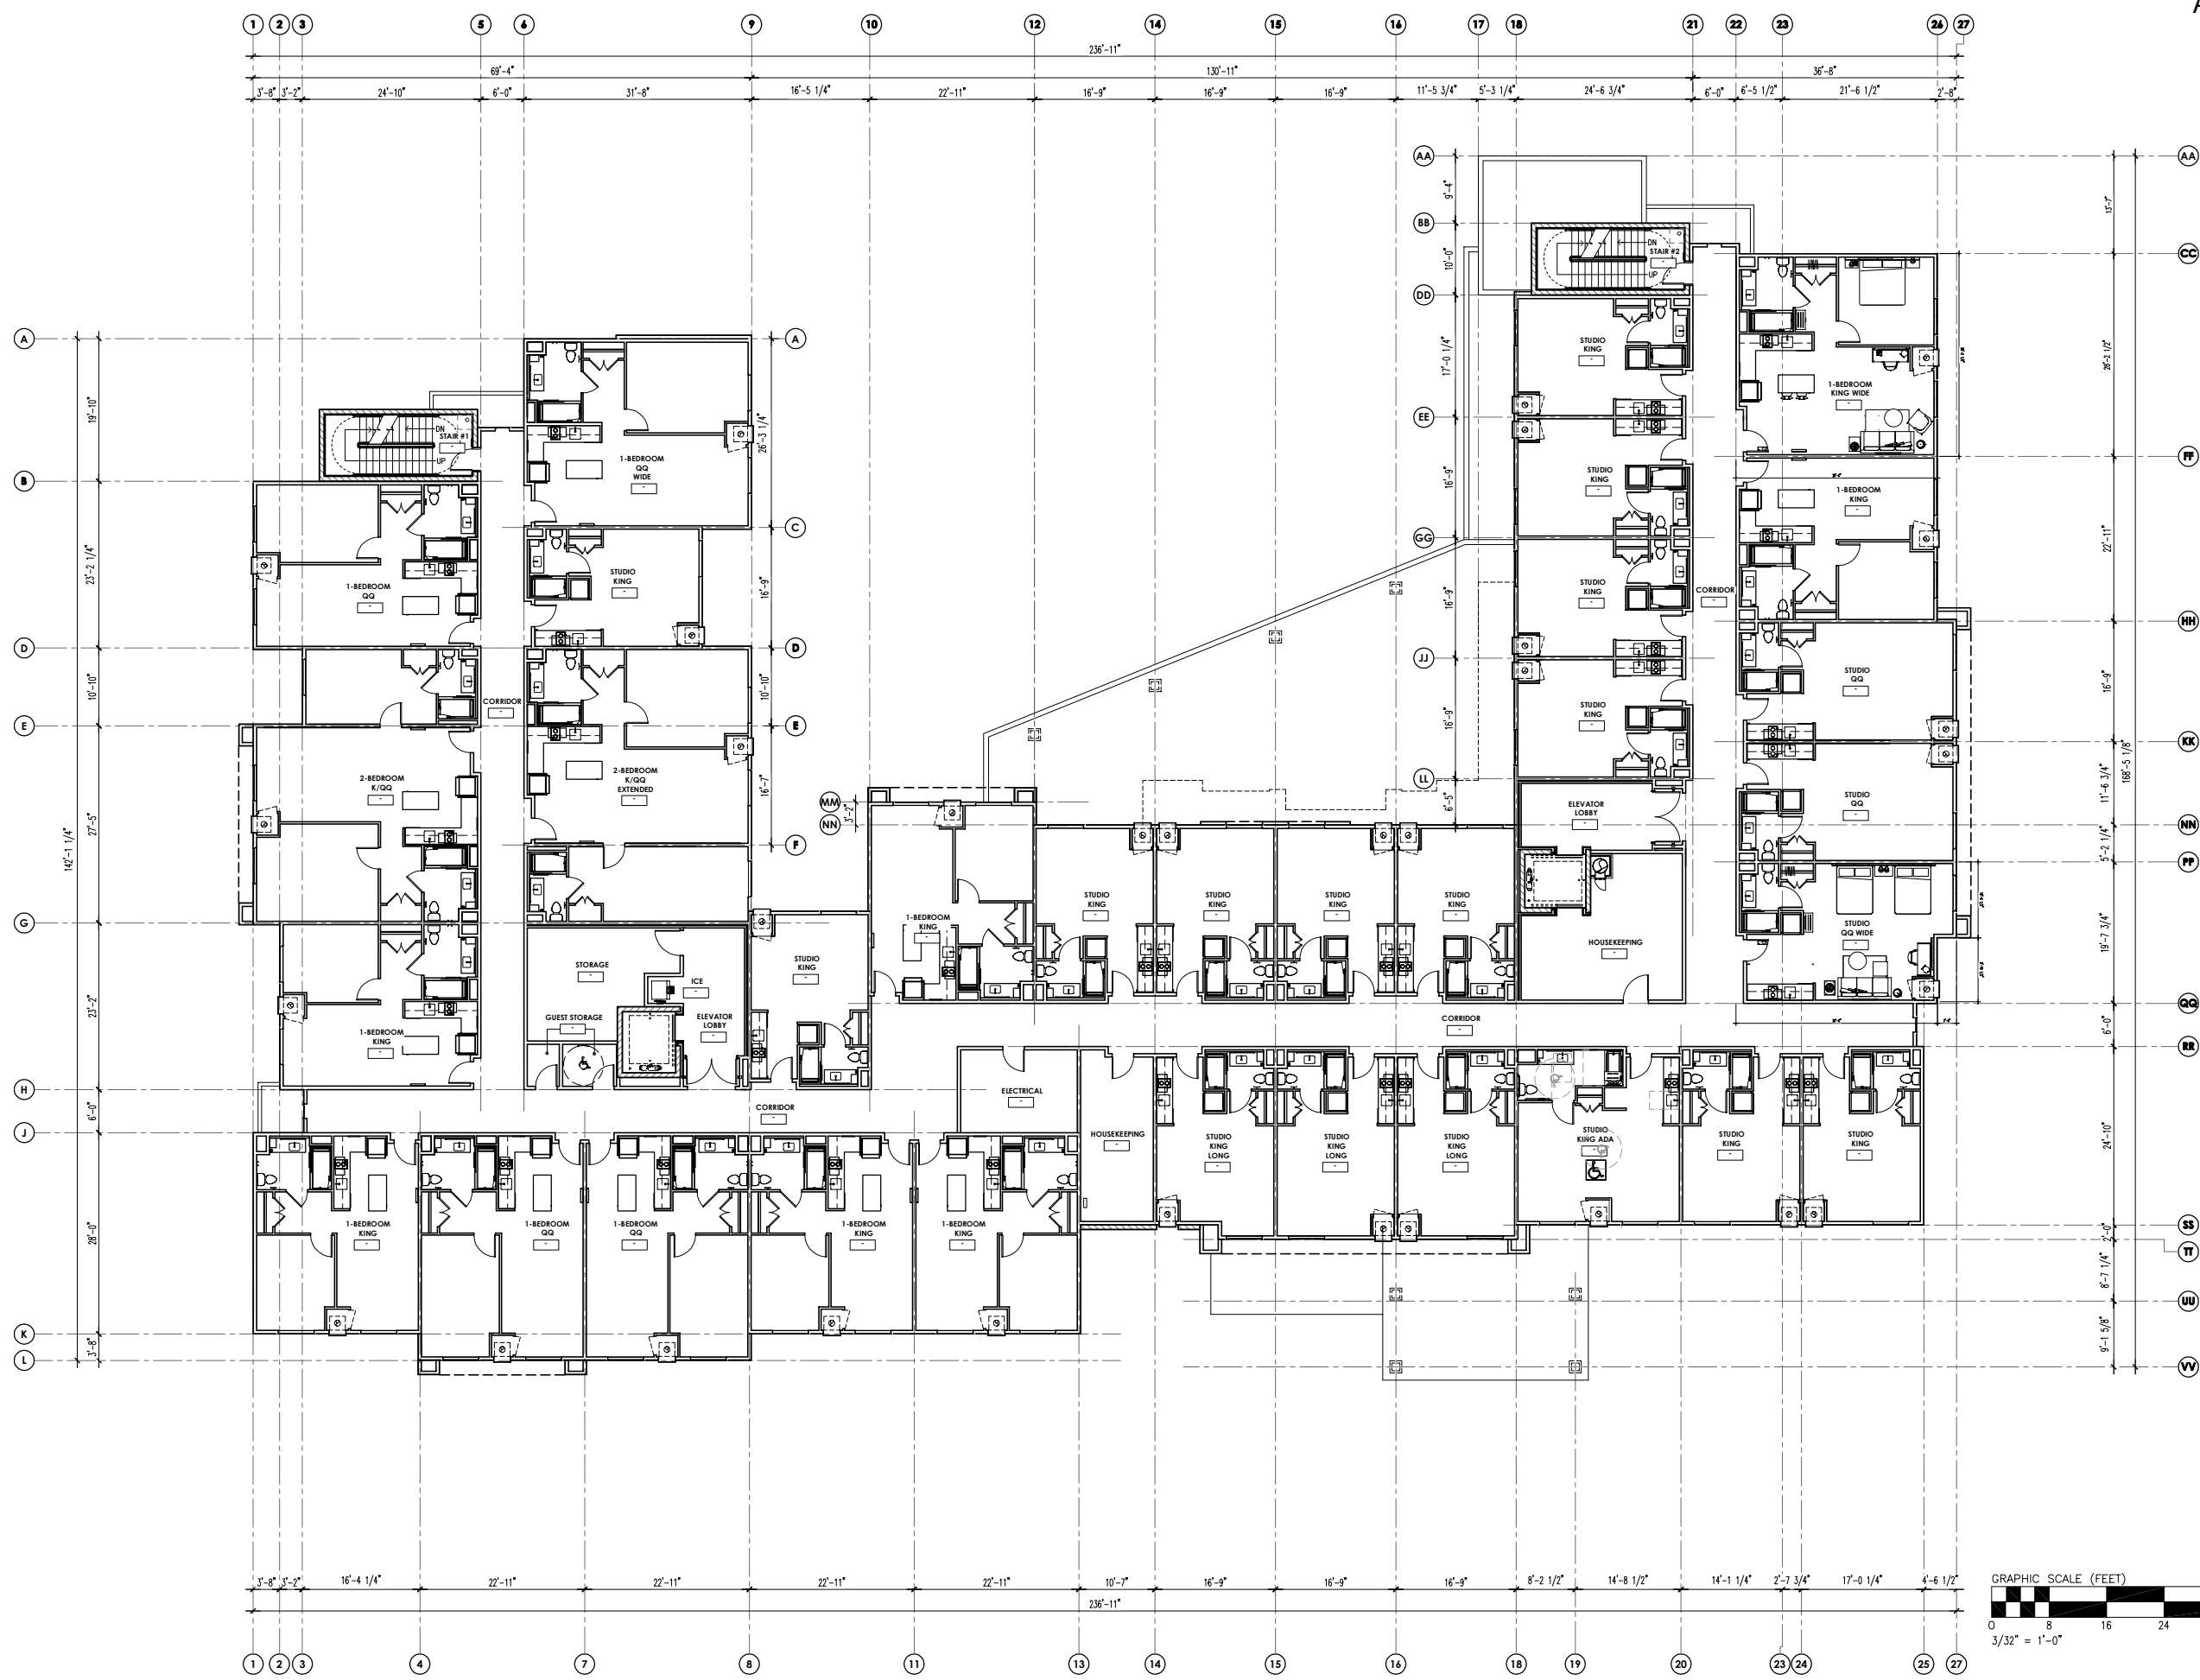 A
1 2 3 5 6 9 10 12 14 15 16 17 18 21 22 23 26 27
236'-11"
69'-4" 130'-11" 36'-8"
3'-8" 3'-2" 24'-10" 6'-0" 31'-8" 16'-5 1/4" 22'-11" 16'-9" 16'-9" 16'-9" 11'-5 3/4" 5'-3 1/4" 24'-6 3/4" 6'-0" 6'-5 1/2" 21'-6 1/2" 2'-8"
AA AA
9'-4"
13'-7"
BB
10'-0"
DN
STAIR #2
-
UP
CC
DD
A A
17'-0 1/4"
STUDIO
KING
-
26'-2 1/2"
1-BEDROOM
KING WIDE
-
19'-10"
DN
STAIR #1
-
UP
26'-3 1/4"
1-BEDROOM
QQ
WIDE
-
EE
B
FF
16'-9"
STUDIO
KING
-
1-BEDROOM
KING
-
22'-11"
C
GG
23'-2 1/4"
1-BEDROOM
QQ
-
STUDIO
KING
-
16'-9"
16'-9"
STUDIO
KING
-
CORRIDOR
-
HH
D D
JJ
10'-10"
CORRIDOR
-
10'-10"
STUDIO
QQ
-
16'-9"
E E
16'-9"
STUDIO
KING
-
KK
168'-5 1/8"
2-BEDROOM
K/QQ
-
2-BEDROOM
K/QQ
EXTENDED
-
16'-7"
LL
STUDIO
QQ
-
11'-6 3/4"
142'-1 1/4"
27'-5"
MM
3'-2"
NN
6'-5"
ELEVATOR
LOBBY
-
NN
F
5'-2 1/4"
PP
G
1-BEDROOM
KING
-
STUDIO
KING
-
STUDIO
KING
-
STUDIO
KING
-
STUDIO
KING
-
HOUSEKEEPING
-
STUDIO
QQ WIDE
-
19'-7 3/4"
STORAGE
-
ICE
-
STUDIO
KING
-
23'-2"
GUEST STORAGE
-
ELEVATOR
LOBBY
-
CORRIDOR
-
QQ
6'-0"
1-BEDROOM
KING
-
RR
H
6'-0"
CORRIDOR
-
ELECTRICAL
-
J
HOUSEKEEPING
-
STUDIO
KING
LONG
-
STUDIO
KING
LONG
-
STUDIO
KING
LONG
-
STUDIO
KING ADA
-
STUDIO
KING
-
STUDIO
KING
-
24'-10"
28'-0"
1-BEDROOM
KING
-
1-BEDROOM
QQ
-
1-BEDROOM
QQ
-
1-BEDROOM
KING
-
1-BEDROOM
KING
-
SS
2'-0"
TT
8'-7 1/4"
UU
K
3'-8"
L
9'-1 5/8"
VV
3'-8" 3'-2" 16'-4 1/4" 22'-11" 22'-11" 22'-11" 22'-11" 10'-7" 16'-9" 16'-9" 16'-9" 8'-2 1/2" 14'-8 1/2" 14'-1 1/4" 2'-7 3/4" 17'-0 1/4" 4'-6 1/2"
236'-11"
GRAPHIC SCALE (FEET)
0 8 16 24
3/32" = 1'-0"
1 2 3 4 7 8 11 13 14 15 16 18 19 20 23 24 25 27